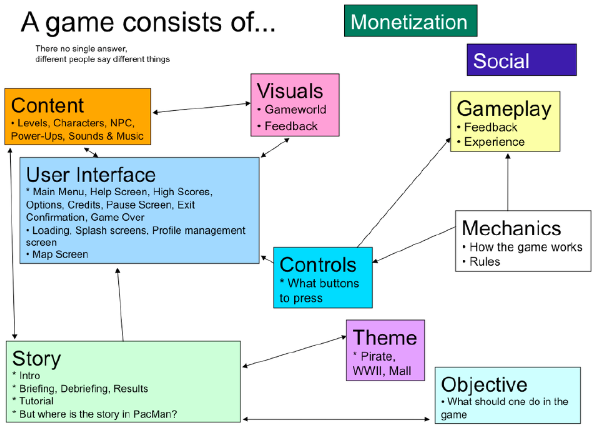 A game consists of...
There no single answer,
different people say different things
Monetization
Social
Content
• Levels, Characters, NPC,
Power-Ups, Sounds & Music
Visuals
• Gameworld
• Feedback
Gameplay
• Feedback
• Experience
User Interface
* Main Menu, Help Screen, High Scores,
Options, Credits, Pause Screen, Exit
Confirmation, Game Over
• Loading, Splash screens, Profile management
screen
• Map Screen
Mechanics
• How the game works
• Rules
Controls
* What buttons
to press
Theme
* Pirate,
WWII, Mall
Story
* Intro
* Briefing, Debriefing, Results
* Tutorial
* But where is the story in PacMan?
Objective
• What should one do in the
game